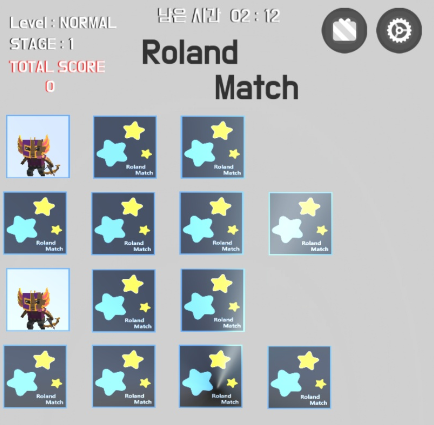 Level : NORMAL
남은 시간 02 : 12
STAGE : 1
TOTAL SCORE
0
Roland
Match
Roland
Match
Roland
Match
Roland
Match
Roland
Match
Roland
Match
Roland
Match
Roland
Match
Roland
Match
Roland
Match
Roland
Match
Roland
Match
Roland
Match